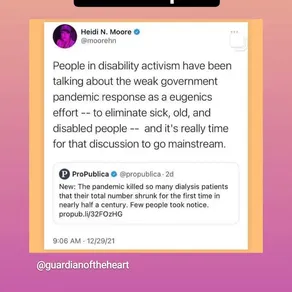 Heidi N. Moore
@moorehn
People in disability activism have been
talking about the weak government
pandemic response as a eugenics
effort -- to eliminate sick, old, and
disabled people -- and it's really time
for that discussion to go mainstream.
ProPublica @propublica · 2d
New: The pandemic killed so many dialysis patients
that their total number shrunk for the first time in
nearly half a century. Few people took notice.
propub.li/32FOzHG
9:06 AM · 12/29/21
@guardianoftheheart